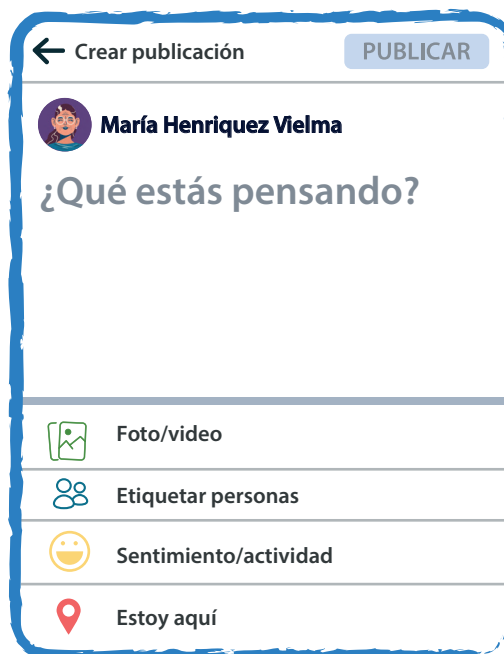 Crear publicación
PUBLICAR
María Henriquez Vielma
¿Qué estás pensando?
Foto/video
Etiquetar personas
Sentimiento/actividad
Estoy aquí